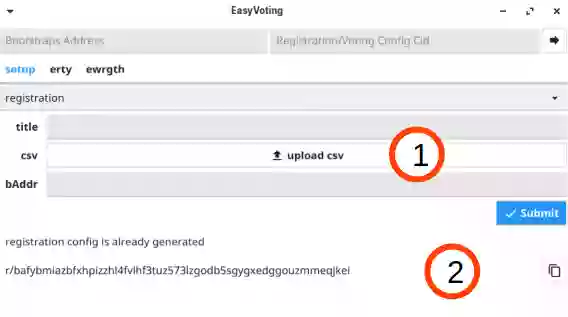 EasyVoting
Bootstraps Address Registration/Voting Config Cid
setup erty ewrgth
registration
title
csv upload csv 1
bAddr
Submit
registration config is already generated
2